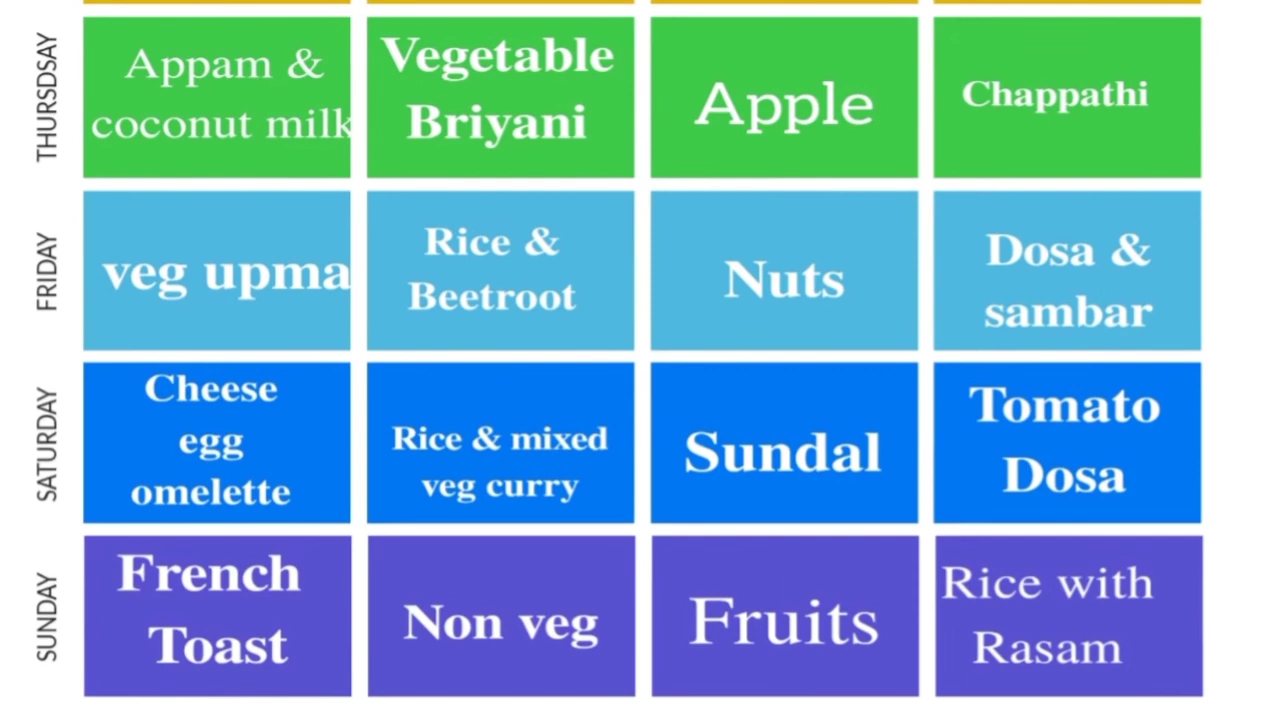 THURSDSAY
Appam &
coconut milk
Vegetable
Briyani
Apple
Chappathi
FRIDAY
veg upma
Rice &
Beetroot
Nuts
Dosa &
sambar
SATURDAY
Cheese
egg
omelette
Rice & mixed
veg curry
Sundal
Tomato
Dosa
SUNDAY
French
Toast
Non veg
Fruits
Rice with
Rasam